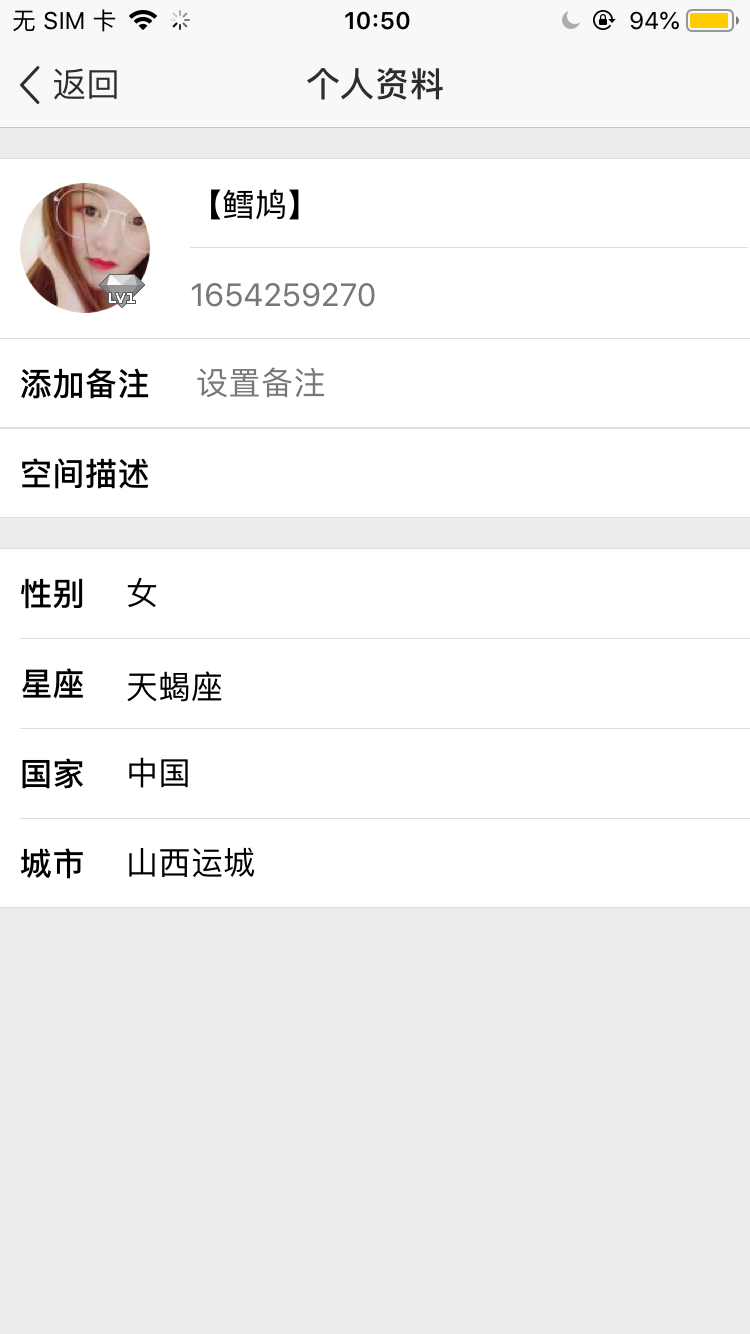 无 SIM 卡 10:50 94%
返回 个人资料
【鳕鸠】
LV1
1654259270
添加备注 设置备注
空间描述
性别 女
星座 天蝎座
国家 中国
城市 山西运城